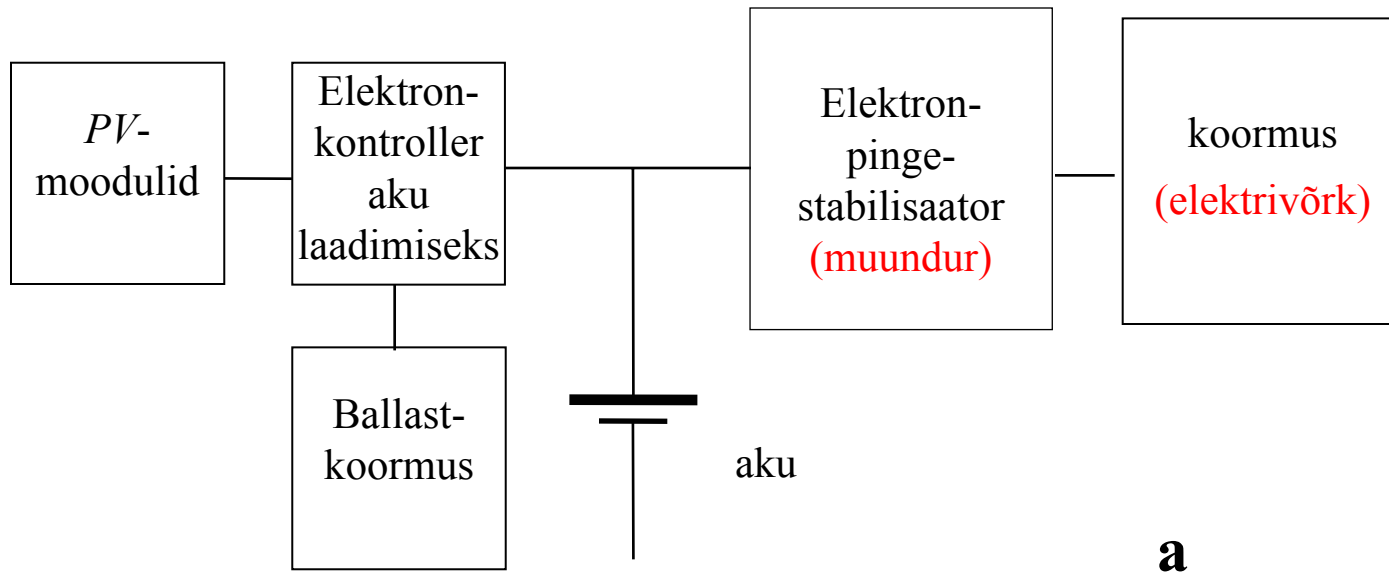 PV-
moodulid
Elektron-
kontroller
aku
laadimiseks
Ballast-
koormus
aku
Elektron-
pinge-
stabilisaator
(muundur)
koormus
(elektrivõrk)
a